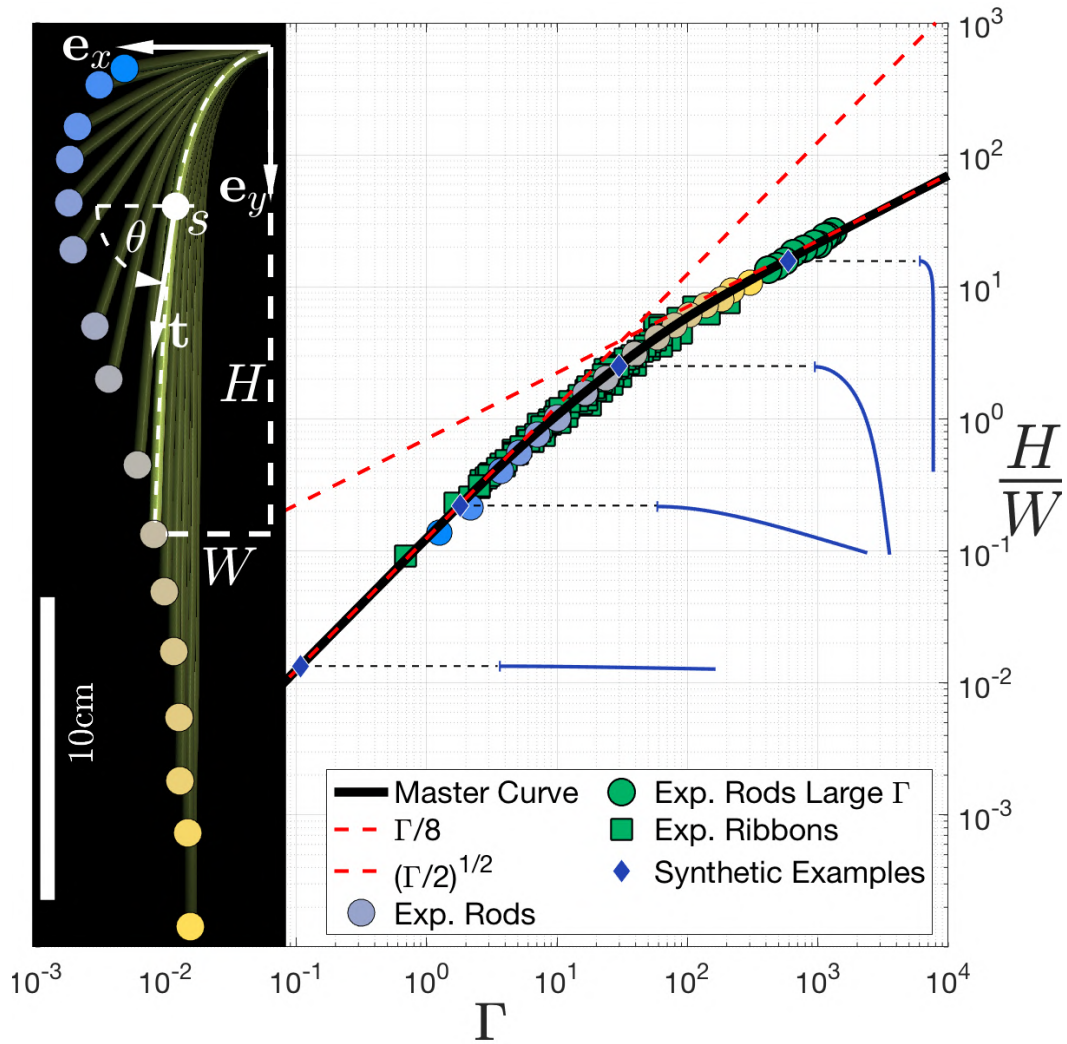 e_x
e_y
s
θ
t
H
W
10cm
10^3
10^2
10^1
10^0
10^-1
10^-2
10^-3
H
W
Master Curve
Γ/8
(Γ/2)^1/2
Exp. Rods
Exp. Rods Large Γ
Exp. Ribbons
Synthetic Examples
10^-3 10^-2 10^-1 10^0 10^1 10^2 10^3 10^4
Γ